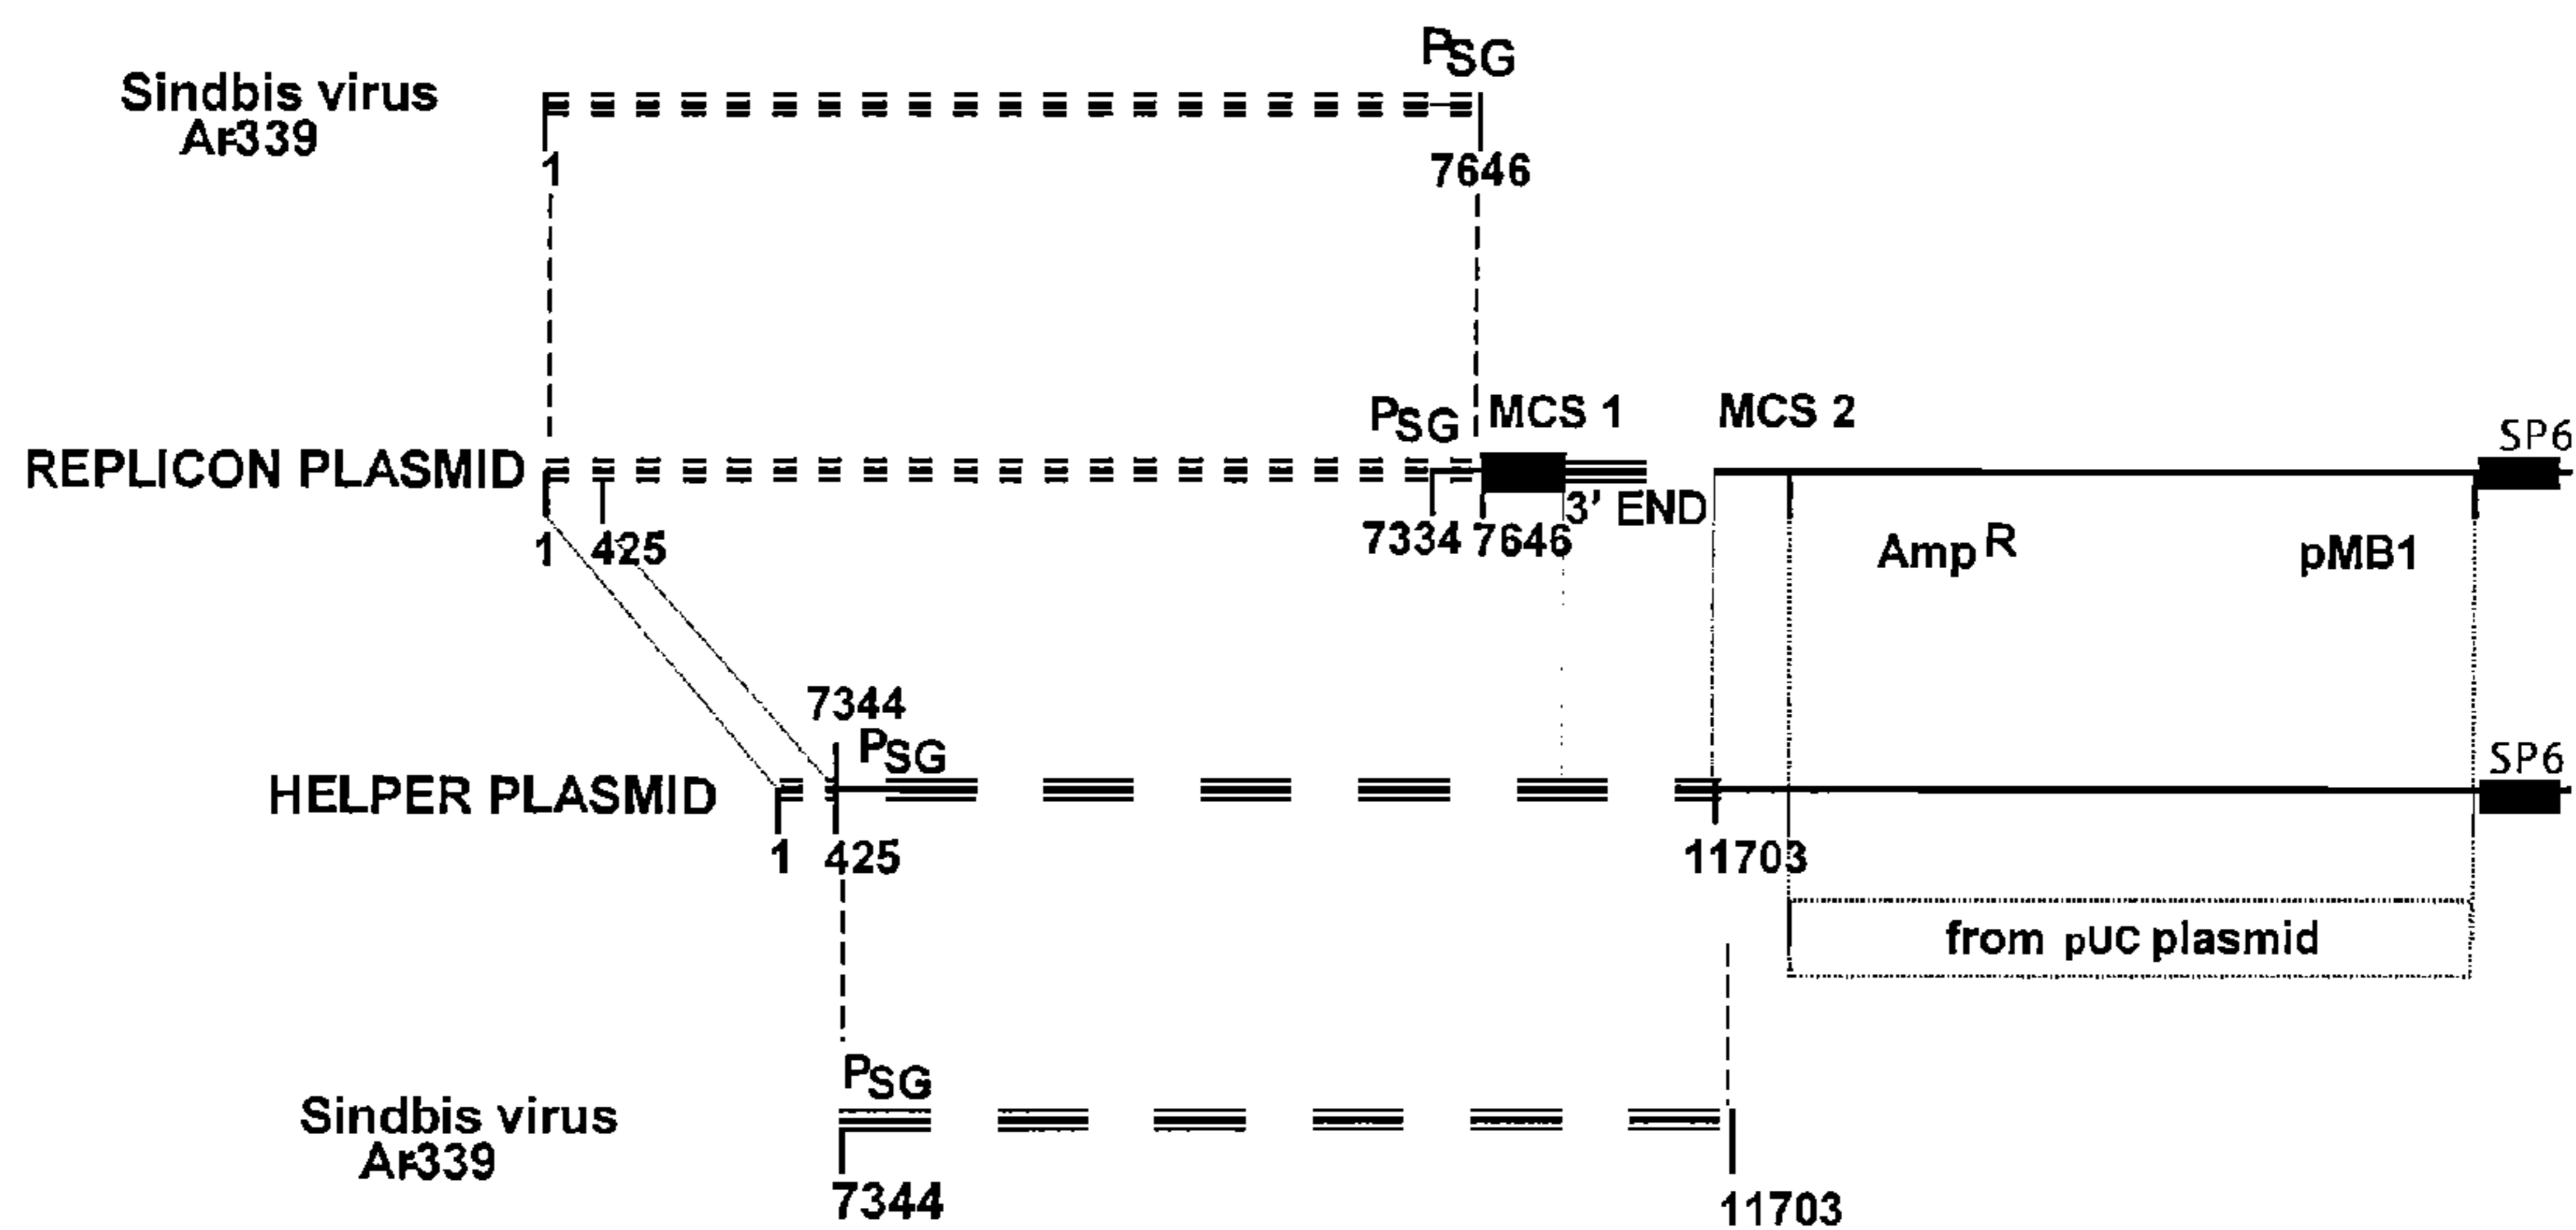 PSG
Sindbis virus
Ar339
1
7646
PSG MCS 1 MCS 2
SP6
REPLICON PLASMID
3' END
1 425 7334 7646
Amp R pMB1
7344
PSG
SP6
HELPER PLASMID
1 425 11703
from pUC plasmid
PSG
Sindbis virus
Ar339
7344 11703